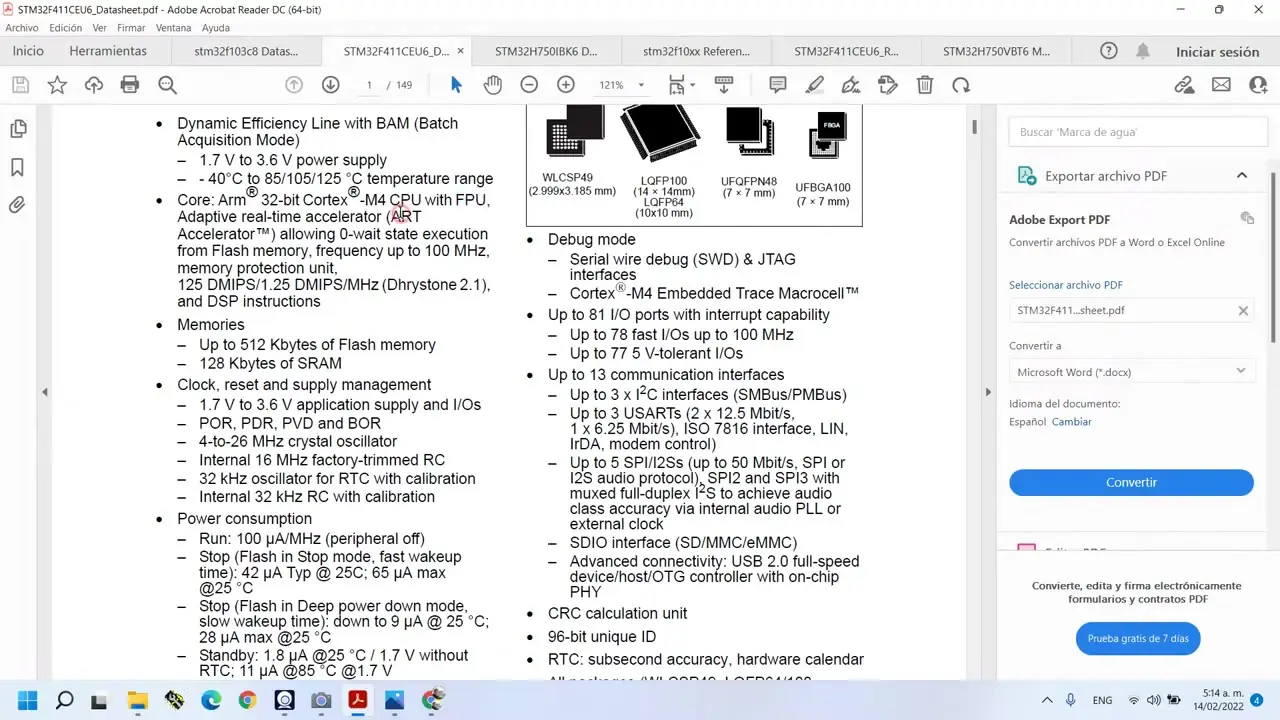 STM32F411CEU6_Datasheet.pdf - Adobe Acrobat Reader DC (64-bit)
Archivo Edición Ver Firmar Ventana Ayuda
Inicio Herramientas stm32f103c8 Datas... STM32F411CEU6_D... × STM32H750IBK6 D... stm32f10xx Referen... STM32F411CEU6_R... STM32H750VBT6 M... Iniciar sesión
1 / 149 121%
• Dynamic Efficiency Line with BAM (Batch
Acquisition Mode)
– 1.7 V to 3.6 V power supply
– - 40°C to 85/105/125 °C temperature range
• Core: Arm® 32-bit Cortex®-M4 CPU with FPU,
Adaptive real-time accelerator (ART
Accelerator™) allowing 0-wait state execution
from Flash memory, frequency up to 100 MHz,
memory protection unit,
125 DMIPS/1.25 DMIPS/MHz (Dhrystone 2.1),
and DSP instructions
• Memories
– Up to 512 Kbytes of Flash memory
– 128 Kbytes of SRAM
• Clock, reset and supply management
– 1.7 V to 3.6 V application supply and I/Os
– POR, PDR, PVD and BOR
– 4-to-26 MHz crystal oscillator
– Internal 16 MHz factory-trimmed RC
– 32 kHz oscillator for RTC with calibration
– Internal 32 kHz RC with calibration
• Power consumption
– Run: 100 µA/MHz (peripheral off)
– Stop (Flash in Stop mode, fast wakeup
time): 42 µA Typ @ 25C; 65 µA max
@25 °C
– Stop (Flash in Deep power down mode,
slow wakeup time): down to 9 µA @ 25 °C;
28 µA max @25 °C
– Standby: 1.8 µA @25 °C / 1.7 V without
RTC; 11 µA @85 °C @1.7 V
FBGA
WLCSP49
(2.999x3.185 mm)
LQFP100
(14 × 14mm)
LQFP64
(10x10 mm)
UFQFPN48
(7 × 7 mm)
UFBGA100
(7 × 7 mm)
• Debug mode
– Serial wire debug (SWD) & JTAG
interfaces
– Cortex®-M4 Embedded Trace Macrocell™
• Up to 81 I/O ports with interrupt capability
– Up to 78 fast I/Os up to 100 MHz
– Up to 77 5 V-tolerant I/Os
• Up to 13 communication interfaces
– Up to 3 x I²C interfaces (SMBus/PMBus)
– Up to 3 USARTs (2 x 12.5 Mbit/s,
1 x 6.25 Mbit/s), ISO 7816 interface, LIN,
IrDA, modem control)
– Up to 5 SPI/I2Ss (up to 50 Mbit/s, SPI or
I2S audio protocol), SPI2 and SPI3 with
muxed full-duplex I²S to achieve audio
class accuracy via internal audio PLL or
external clock
– SDIO interface (SD/MMC/eMMC)
– Advanced connectivity: USB 2.0 full-speed
device/host/OTG controller with on-chip
PHY
• CRC calculation unit
• 96-bit unique ID
• RTC: subsecond accuracy, hardware calendar
Buscar 'Marca de agua'
Exportar archivo PDF
Adobe Export PDF
Convertir archivos PDF a Word o Excel Online
Seleccionar archivo PDF
STM32F411...sheet.pdf
Convertir a
Microsoft Word (*.docx)
Idioma del documento:
Español Cambiar
Convertir
Convierte, edita y firma electrónicamente
formularios y contratos PDF
Prueba gratis de 7 días
ENG
5:14 a. m.
14/02/2022
4